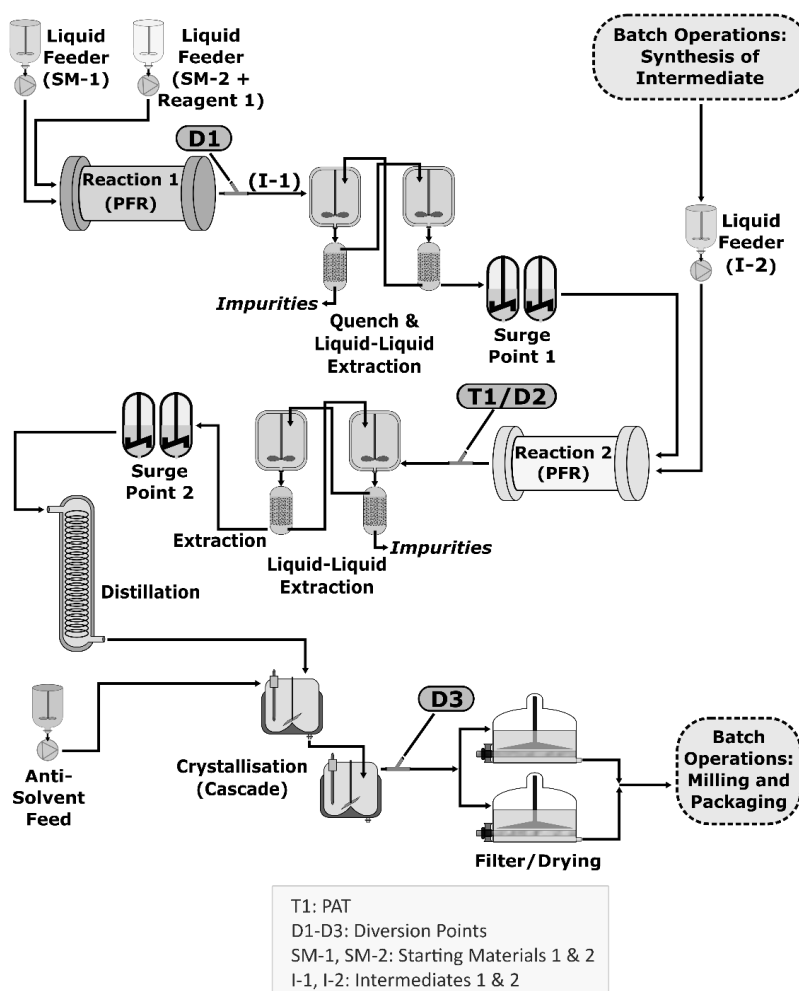 Liquid
Feeder
(SM-1)
Liquid
Feeder
(SM-2 +
Reagent 1)
Batch Operations:
Synthesis of
Intermediate
D1
Reaction 1
(PFR)
(I-1)
Liquid
Feeder
(I-2)
Impurities
Quench &
Liquid-Liquid
Extraction
Surge
Point 1
T1/D2
Surge
Point 2
Reaction 2
(PFR)
Extraction
Impurities
Liquid-Liquid
Extraction
Distillation
D3
Anti-
Solvent
Feed
Crystallisation
(Cascade)
Batch
Operations:
Milling and
Packaging
Filter/Drying
T1: PAT
D1-D3: Diversion Points
SM-1, SM-2: Starting Materials 1 & 2
I-1, I-2: Intermediates 1 & 2